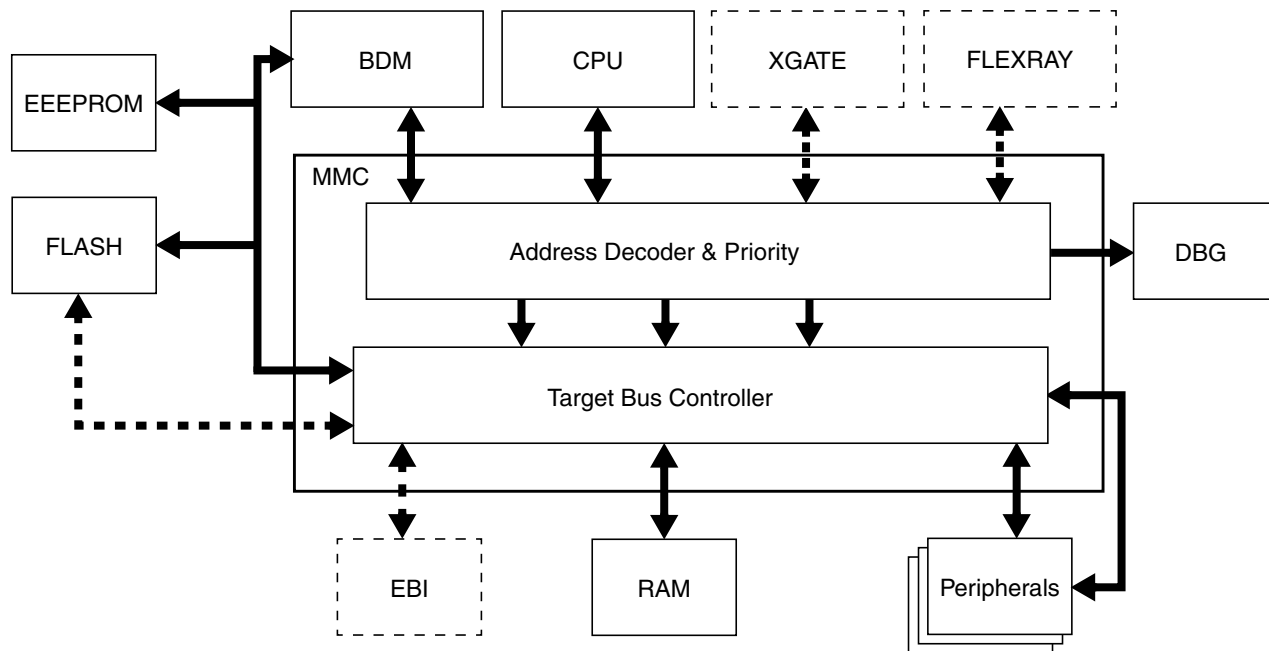 BDM
CPU
XGATE
FLEXRAY
EEEPROM
MMC
FLASH
Address Decoder & Priority
DBG
Target Bus Controller
EBI
RAM
Peripherals